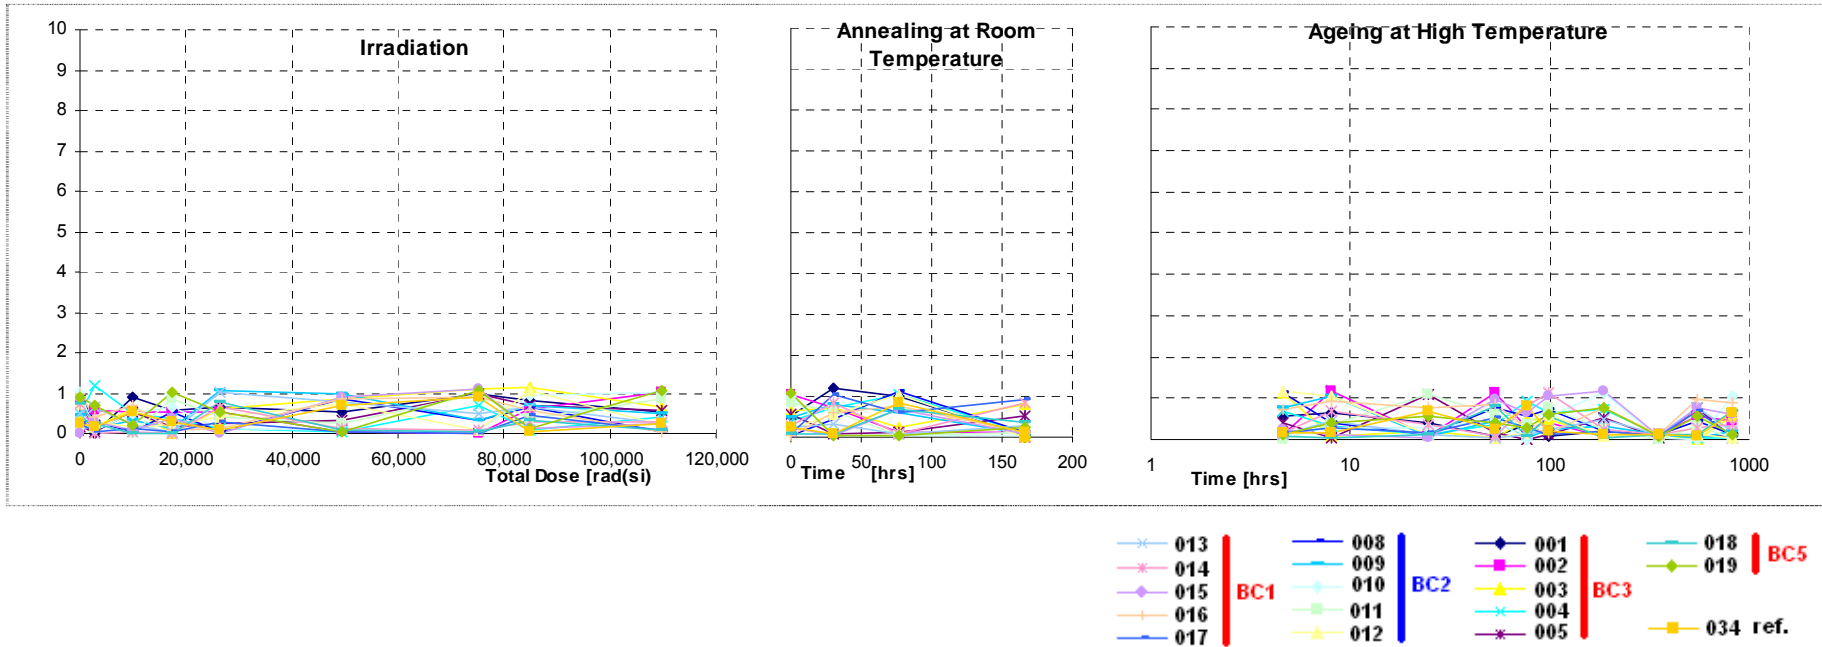 Irradiation
10
9
8
7
6
5
4
3
2
1
0
0 20,000 40,000 60,000 80,000 100,000 120,000
Total Dose [rad(si)
Annealing at Room
Temperature
0 50 100 150 200
Time [hrs]
Ageing at High Temperature
1 10 100 1000
Time [hrs]
013
014
015
016
017
BC1
008
009
010
011
012
BC2
001
002
003
004
005
BC3
018
019
BC5
034 ref.